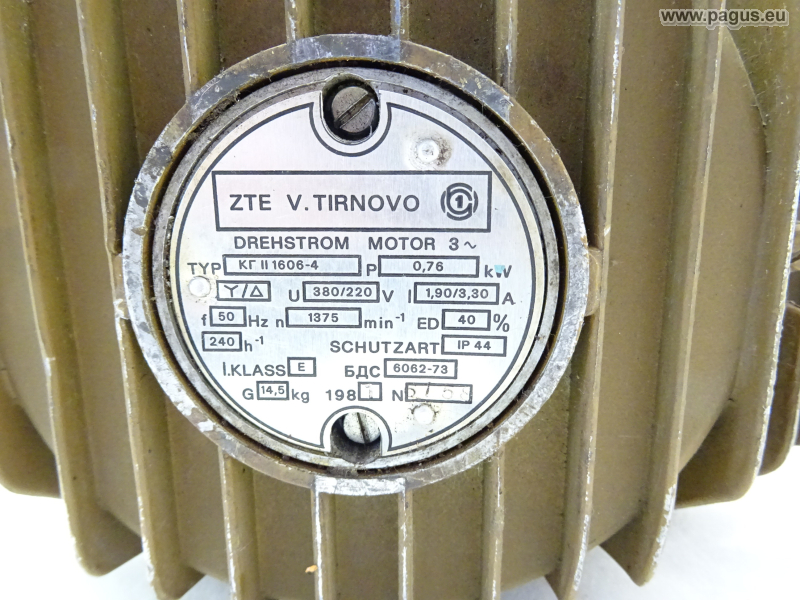 www.pagus.eu
ZTE V. TIRNOVO 1
DREHSTROM MOTOR 3~
TYP КГ II 1606-4 P 0,76 kW
Y/Δ U 380/220 V I 1,90/3,30 A
f 50 Hz n 1375 min⁻¹ ED 40 %
240 h⁻¹ SCHUTZART IP 44
I.KLASS E БДС 6062-73
G 14,5 kg 198 N